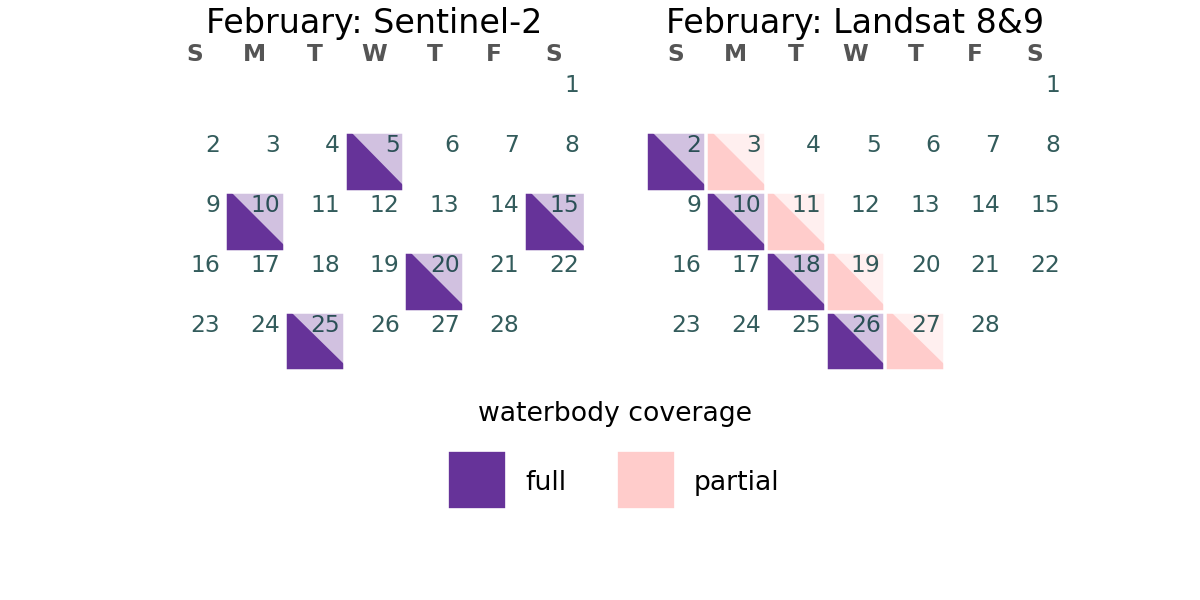 February: Sentinel-2
S M T W T F S
1
2 3 4 5 6 7 8
9 10 11 12 13 14 15
16 17 18 19 20 21 22
23 24 25 26 27 28
February: Landsat 8&9
S M T W T F S
1
2 3 4 5 6 7 8
9 10 11 12 13 14 15
16 17 18 19 20 21 22
23 24 25 26 27 28
waterbody coverage
full
partial